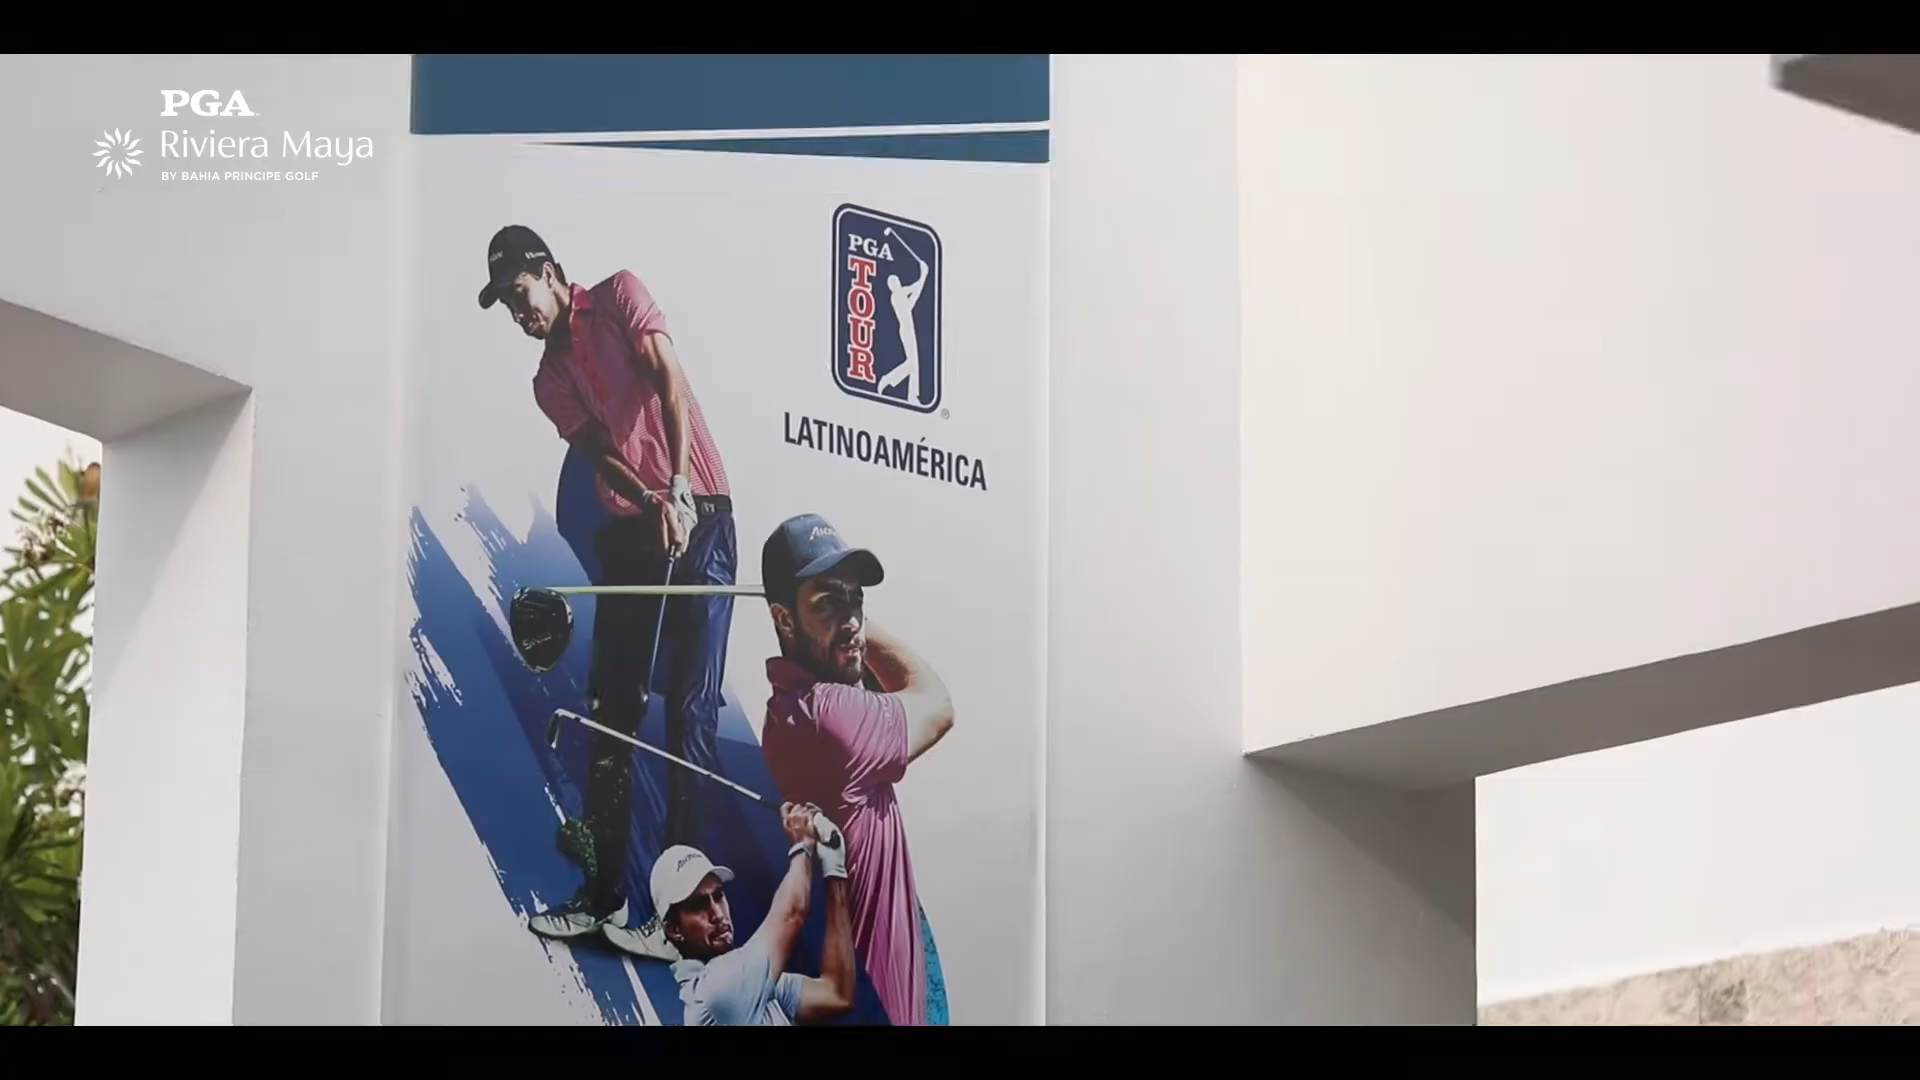 PGA
Riviera Maya
BY BAHIA PRINCIPE GOLF
PGA
TOUR
LATINOAMÉRICA